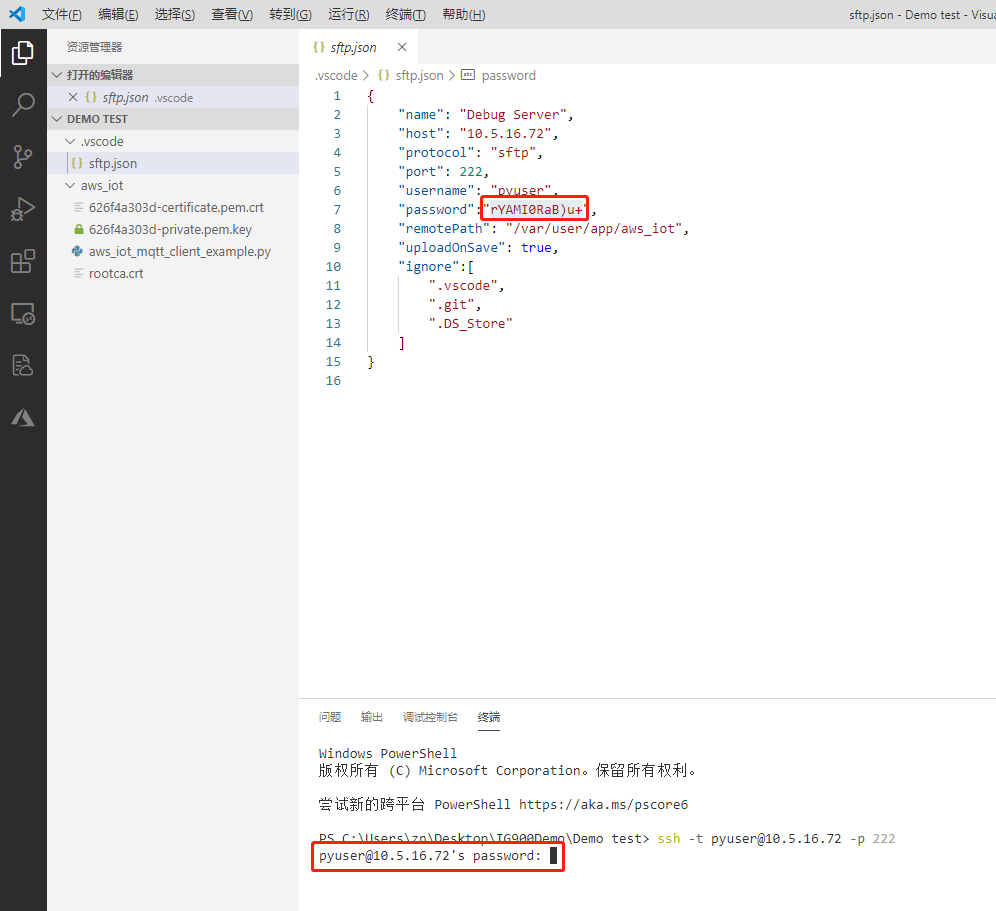 文件(F) 编辑(E) 选择(S) 查看(V) 转到(G) 运行(R) 终端(T) 帮助(H) sftp.json - Demo test - Visua
资源管理器
打开的编辑器
sftp.json .vscode
DEMO TEST
.vscode
sftp.json
aws_iot
626f4a303d-certificate.pem.crt
626f4a303d-private.pem.key
aws_iot_mqtt_client_example.py
rootca.crt
{} sftp.json
.vscode > {} sftp.json > abc password
1 {
2 "name": "Debug Server",
3 "host": "10.5.16.72",
4 "protocol": "sftp",
5 "port": 222,
6 "username": "pyuser",
7 "password":"rYAMI0RaB)u+",
8 "remotePath": "/var/user/app/aws_iot",
9 "uploadOnSave": true,
10 "ignore":[
11 ".vscode",
12 ".git",
13 ".DS_Store"
14 ]
15 }
16
问题 输出 调试控制台 终端
Windows PowerShell
版权所有 (C) Microsoft Corporation。保留所有权利。
尝试新的跨平台 PowerShell https://aka.ms/pscore6
PS C:\Users\zn\Desktop\IG900Demo\Demo test> ssh -t pyuser@10.5.16.72 -p 222
pyuser@10.5.16.72's password: